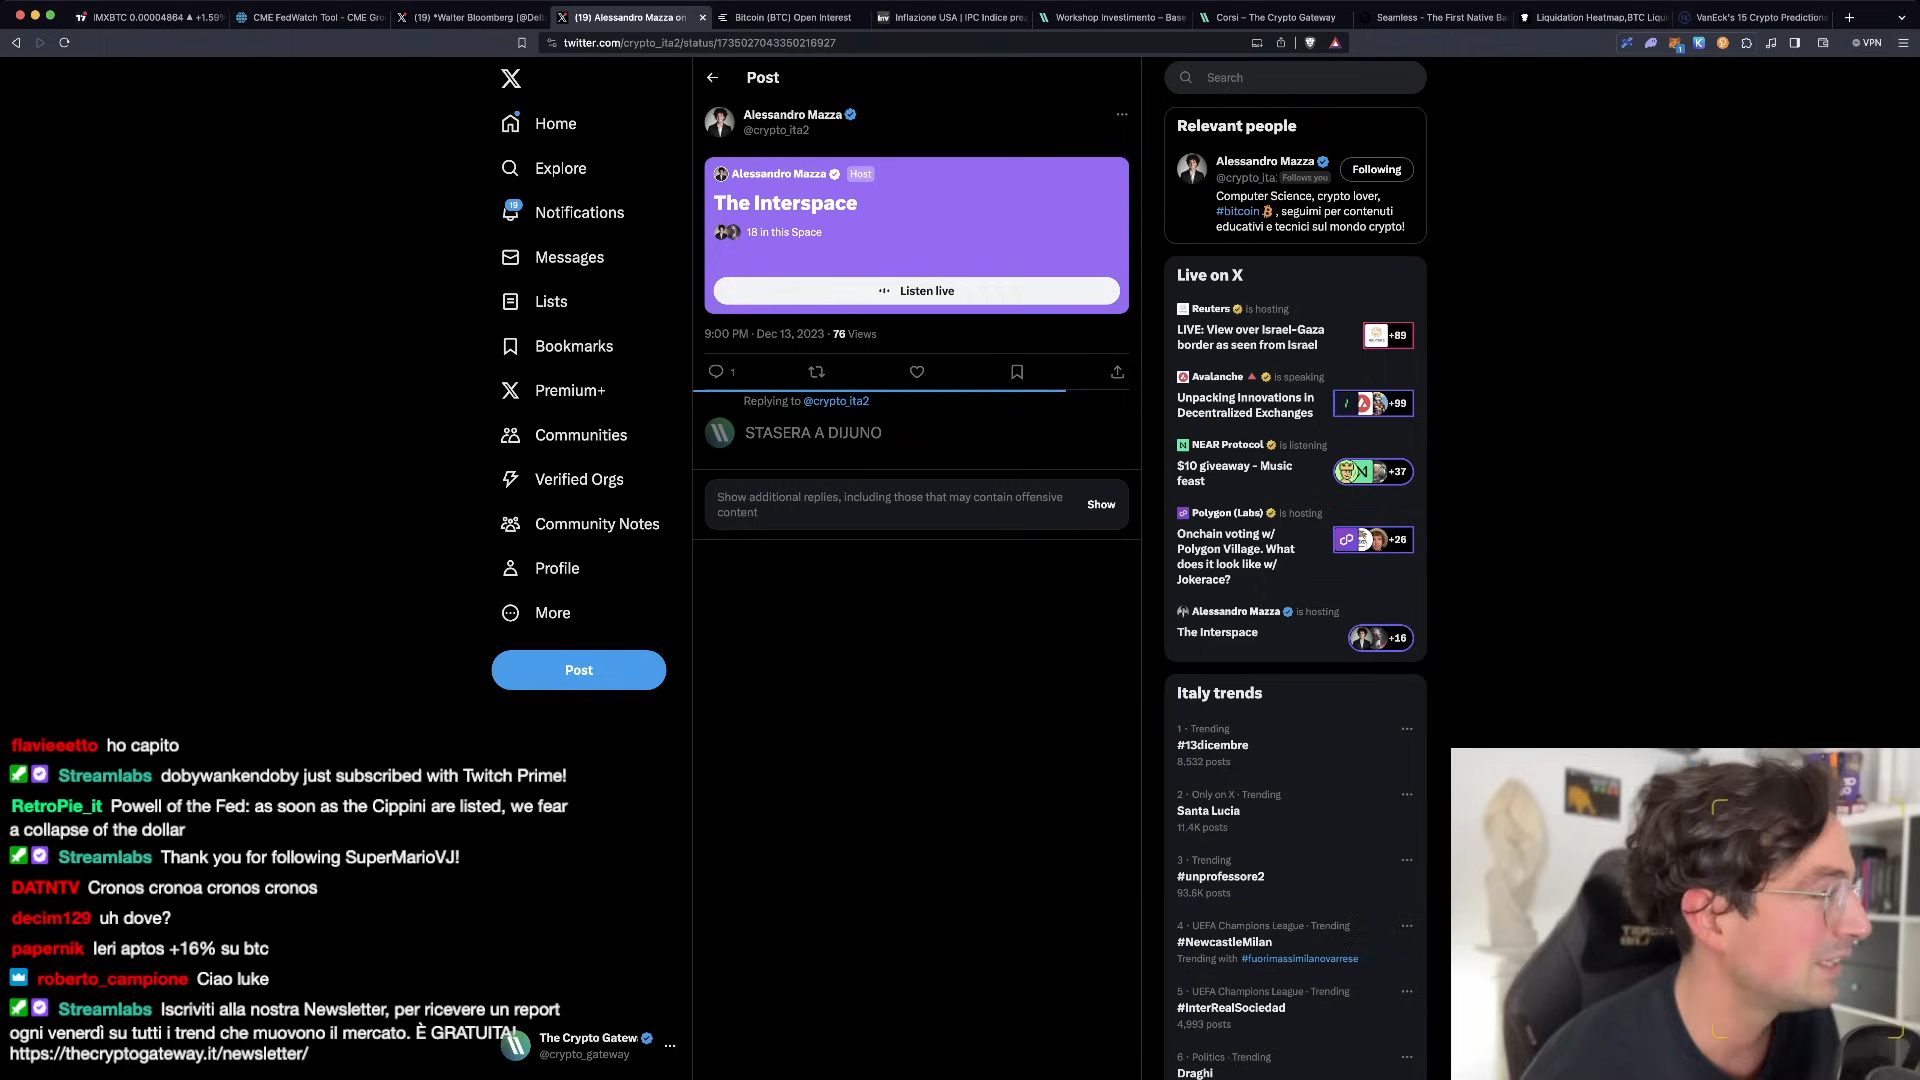 IMXBTC 0.00004864 ▲ +1.59%
CME FedWatch Tool - CME Gro
(19) *Walter Bloomberg (@Delt
(19) Alessandro Mazza on
Bitcoin (BTC) Open Interest
Inflazione USA | IPC Indice pre
Workshop Investimento – Base
Corsi – The Crypto Gateway
Seamless - The First Native Ba
Liquidation Heatmap,BTC Liqui
VanEck's 15 Crypto Predictions
twitter.com/crypto_ita2/status/1735027043350216927
VPN
Home
Explore
19
Notifications
Messages
Lists
Bookmarks
Premium+
Communities
Verified Orgs
Community Notes
Profile
More
Post
The Crypto Gatew
@crypto_gateway
Post
Alessandro Mazza
@crypto_ita2
Alessandro Mazza Host
The Interspace
18 in this Space
Listen live
9:00 PM · Dec 13, 2023 · 76 Views
1
Replying to @crypto_ita2
STASERA A DIJUNO
Show additional replies, including those that may contain offensive
content
Show
Search
Relevant people
Alessandro Mazza
@crypto_ita: Follows you
Following
Computer Science, crypto lover,
#bitcoin , seguimi per contenuti
educativi e tecnici sul mondo crypto!
Live on X
Reuters is hosting
LIVE: View over Israel-Gaza
border as seen from Israel
REUTERS
+89
Avalanche is speaking
Unpacking Innovations in
Decentralized Exchanges
+99
NEAR Protocol is listening
$10 giveaway - Music
feast
+37
Polygon (Labs) is hosting
Onchain voting w/
Polygon Village. What
does it look like w/
Jokerace?
+26
Alessandro Mazza is hosting
The Interspace
+16
Italy trends
1 · Trending
#13dicembre
8,532 posts
2 · Only on X · Trending
Santa Lucia
11.4K posts
3 · Trending
#unprofessore2
93.6K posts
4 · UEFA Champions League · Trending
#NewcastleMilan
Trending with #fuorimassimilanovarrese
5 · UEFA Champions League · Trending
#InterRealSociedad
4,993 posts
6 · Politics · Trending
Draghi
flavieeetto ho capito
Streamlabs dobywankendoby just subscribed with Twitch Prime!
RetroPie_it Powell of the Fed: as soon as the Cippini are listed, we fear
a collapse of the dollar
Streamlabs Thank you for following SuperMarioVJ!
DATNTV Cronos cronoa cronos cronos
decim129 uh dove?
papernik Ieri aptos +16% su btc
roberto_campione Ciao luke
Streamlabs Iscriviti alla nostra Newsletter, per ricevere un report
ogni venerdì su tutti i trend che muovono il mercato. È GRATUITA!
https://thecryptogateway.it/newsletter/